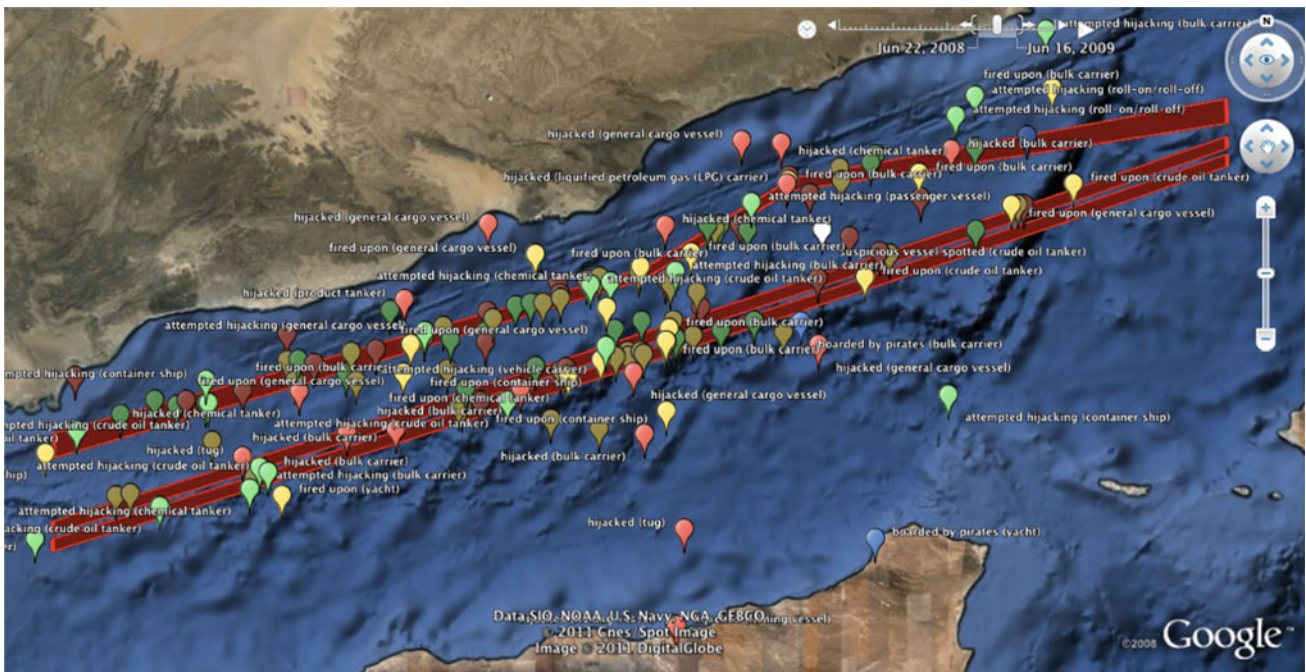 attempted hijacking (bulk carrier)
Jun 22, 2008
Jun 16, 2009
N
fired upon (bulk carrier)
attempted hijacking (roll-on/roll-off)
attempted hijacking (roll-on/roll-off)
hijacked (general cargo vessel)
hijacked (chemical tanker)
hijacked (bulk carrier)
hijacked (liquified petroleum gas (LPG) carrier)
fired upon (bulk carrier)
fired upon (bulk carrier)
fired upon (crude oil tanker)
attempted hijacking (passenger vessel)
hijacked (general cargo vessel)
hijacked (chemical tanker)
fired upon (general cargo vessel)
fired upon (general cargo vessel)
fired upon (bulk carrier)
fired upon (bulk carrier)
suspicious vessel spotted (crude oil tanker)
attempted hijacking (chemical tanker)
attempted hijacking (bulk carrier)
fired upon (crude oil tanker)
attempted hijacking (crude oil tanker)
hijacked (product tanker)
attempted hijacking (general cargo vessel)
fired upon (general cargo vessel)
fired upon (bulk carrier)
boarded by pirates (bulk carrier)
fired upon (bulk carrier)
fired upon (bulk carrier)
attempted hijacking (vehicle carrier)
hijacked (general cargo vessel)
hijacking (container ship)
fired upon (general cargo vessel)
fired upon (container ship)
hijacked (general cargo vessel)
fired upon (chemical tanker)
hijacked (chemical tanker)
hijacked (bulk carrier)
attempted hijacking (container ship)
hijacking (crude oil tanker)
attempted hijacking (crude oil tanker)
fired upon (container ship)
oil tanker)
hijacked (bulk carrier)
hijacked (tug)
hijacked (bulk carrier)
attempted hijacking (crude oil tanker)
hijacked (bulk carrier)
ship)
attempted hijacking (bulk carrier)
fired upon (yacht)
attempted hijacking (chemical tanker)
hijacked (tug)
(crude oil tanker)
boarded by pirates (yacht)
Data SIO, NOAA, U.S. Navy, NGA, GEBCO
© 2011 Cnes/Spot Image
Image © 2011 DigitalGlobe
©2008 Google™